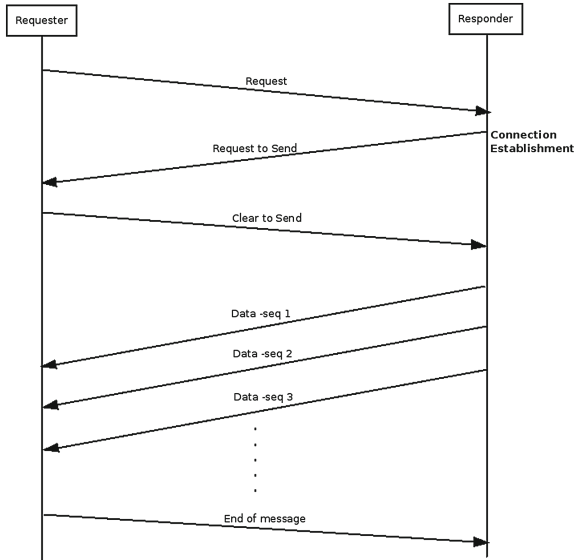 Requester
Responder
Request
Connection
Establishment
Request to Send
Clear to Send
Data -seq 1
Data -seq 2
Data -seq 3
End of message